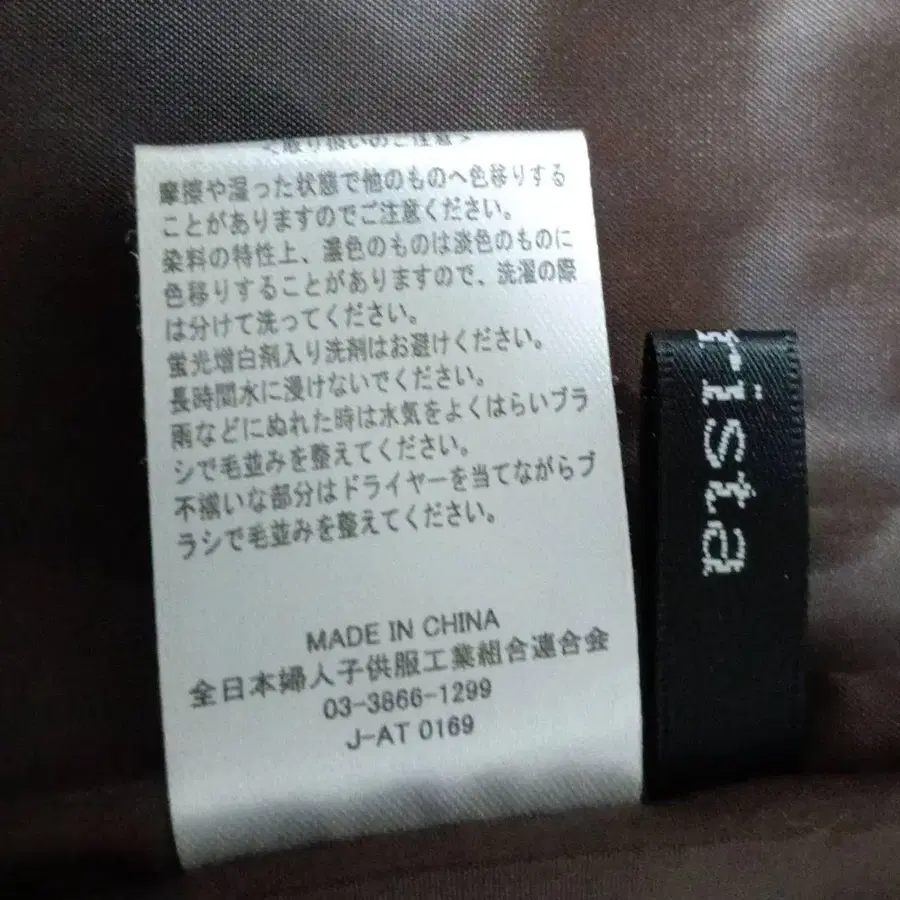 <取り扱いのご注意>
摩擦や湿った状態で他のものへ色移りする
ことがありますのでご注意ください。
染料の特性上、濃色のものは淡色のものに
色移りすることがありますので、洗濯の際
は分けて洗ってください。
蛍光増白剤入り洗剤はお避けください。
長時間水に浸けないでください。
雨などにぬれた時は水気をよくはらいブラ
シで毛並みを整えてください。
不揃いな部分はドライヤーを当てながらブ
ラシで毛並みを整えてください。
MADE IN CHINA
全日本婦人子供服工業組合連合会
03-3866-1299
J-AT 0169
rista